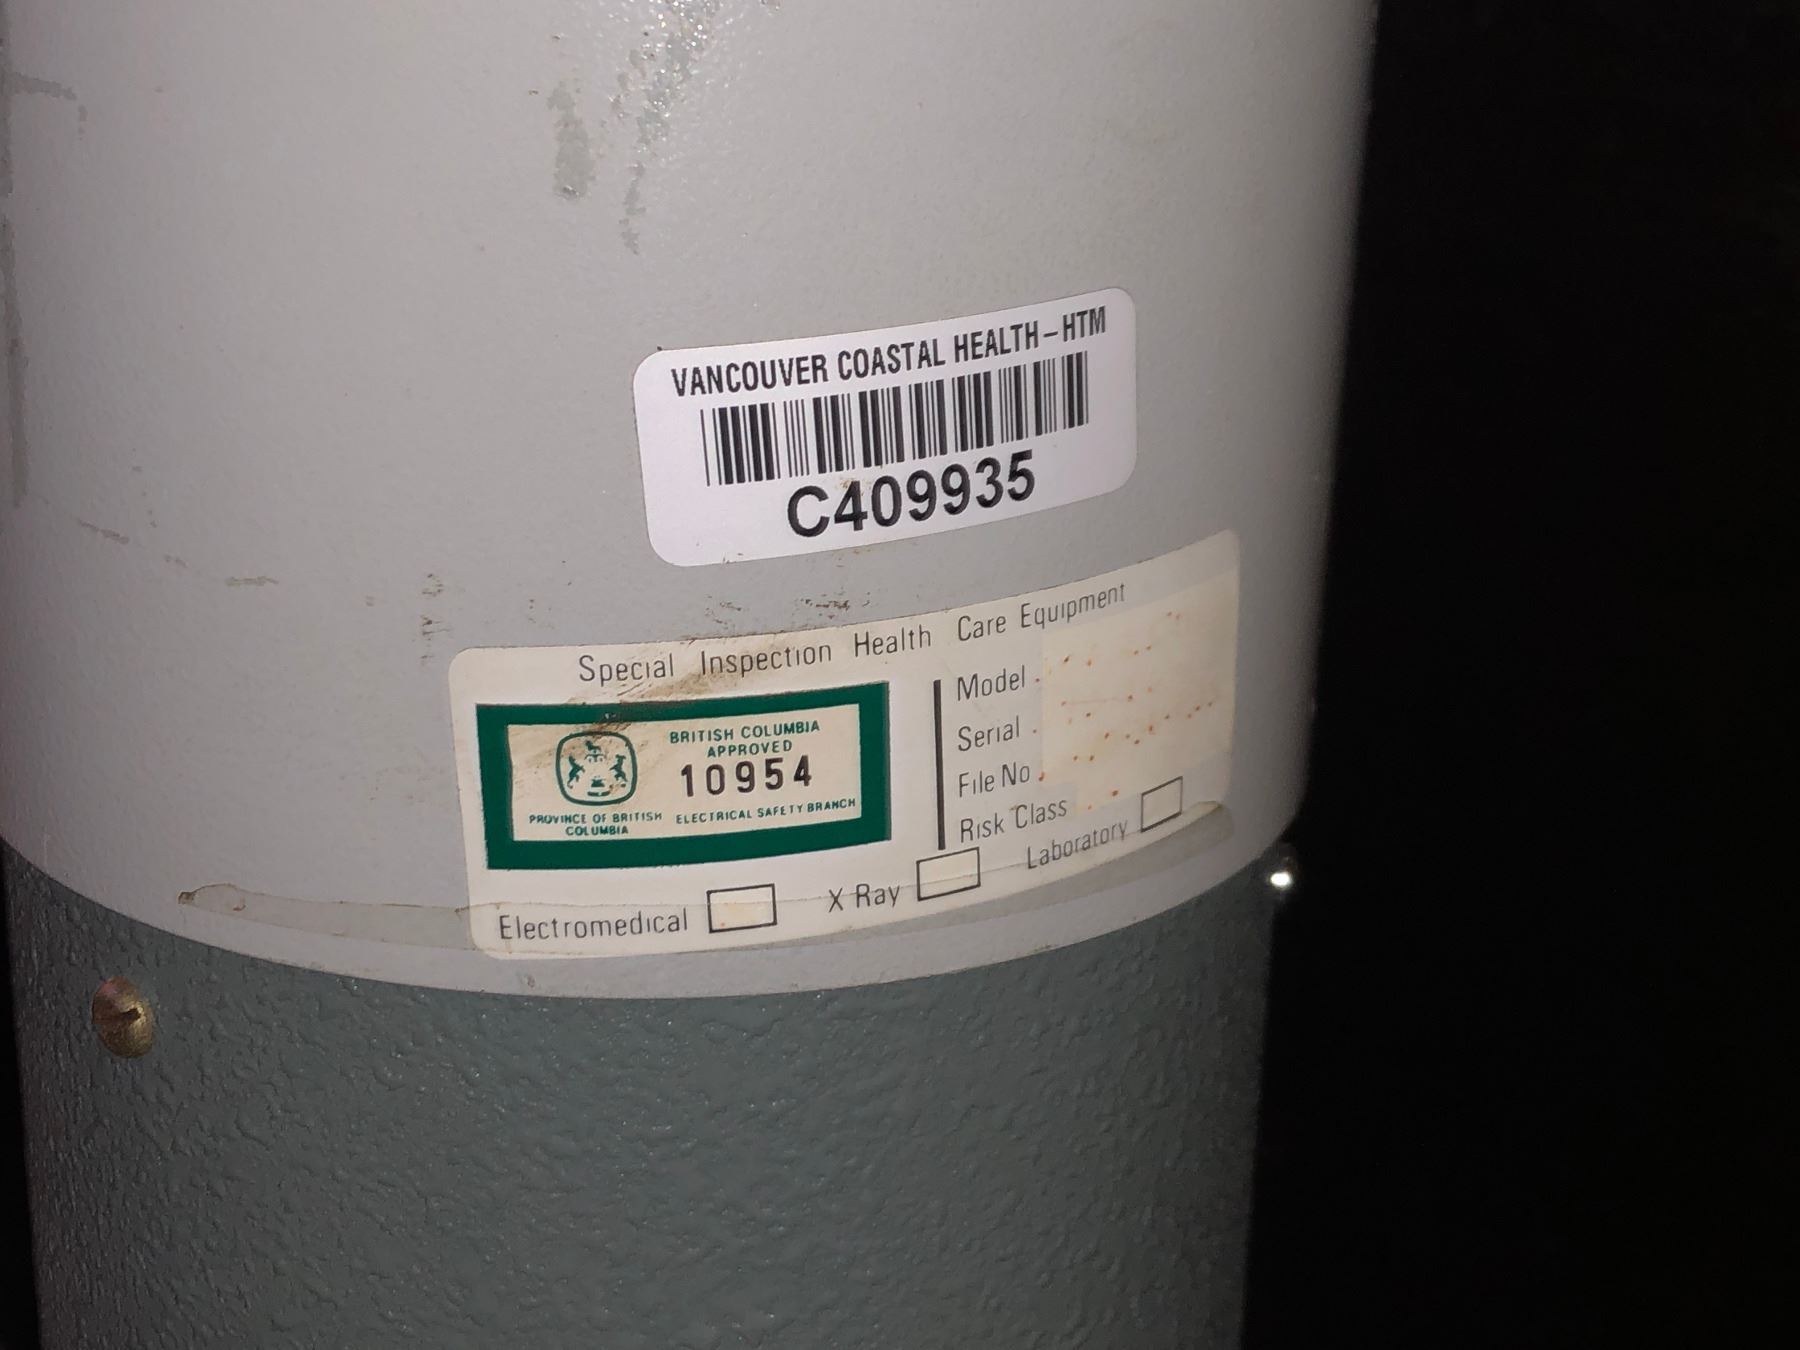 VANCOUVER COASTAL HEALTH-HTM
C409935
Special Inspection Health Care Equipment
BRITISH COLUMBIA
APPROVED
10954
PROVINCE OF BRITISH
COLUMBIA
ELECTRICAL SAFETY BRANCH
Model
Serial
File No
Risk Class
Electromedical
X Ray
Laboratory